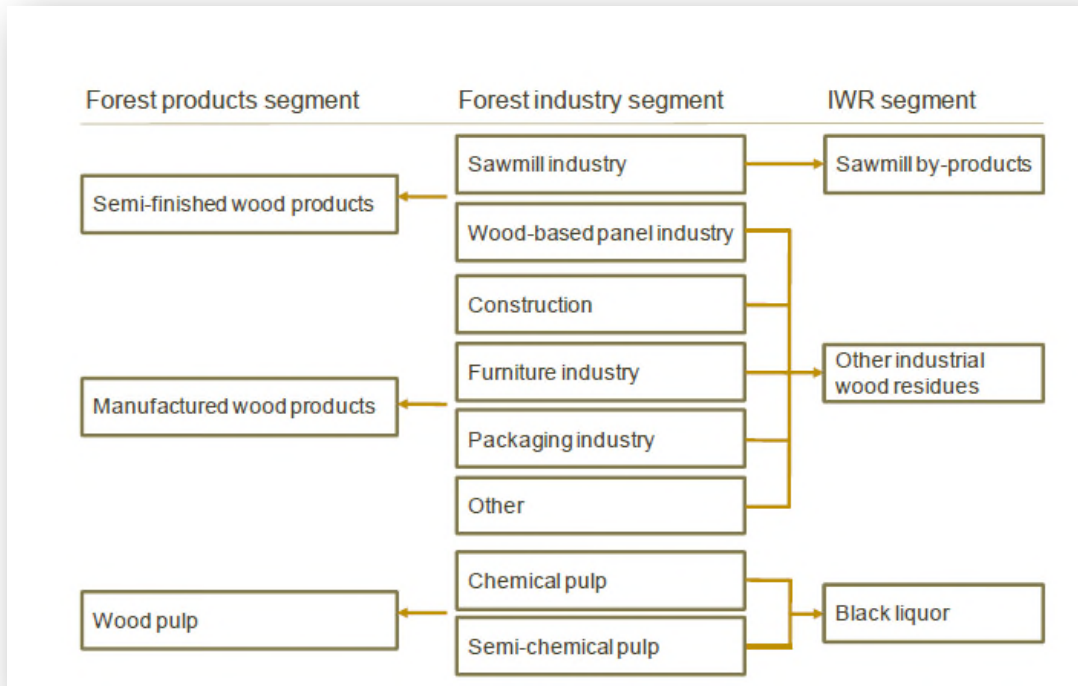 Forest products segment
Forest industry segment
IWR segment
Sawmill industry
Sawmill by-products
Semi-finished wood products
Wood-based panel industry
Construction
Furniture industry
Other industrial
wood residues
Manufactured wood products
Packaging industry
Other
Chemical pulp
Wood pulp
Black liquor
Semi-chemical pulp